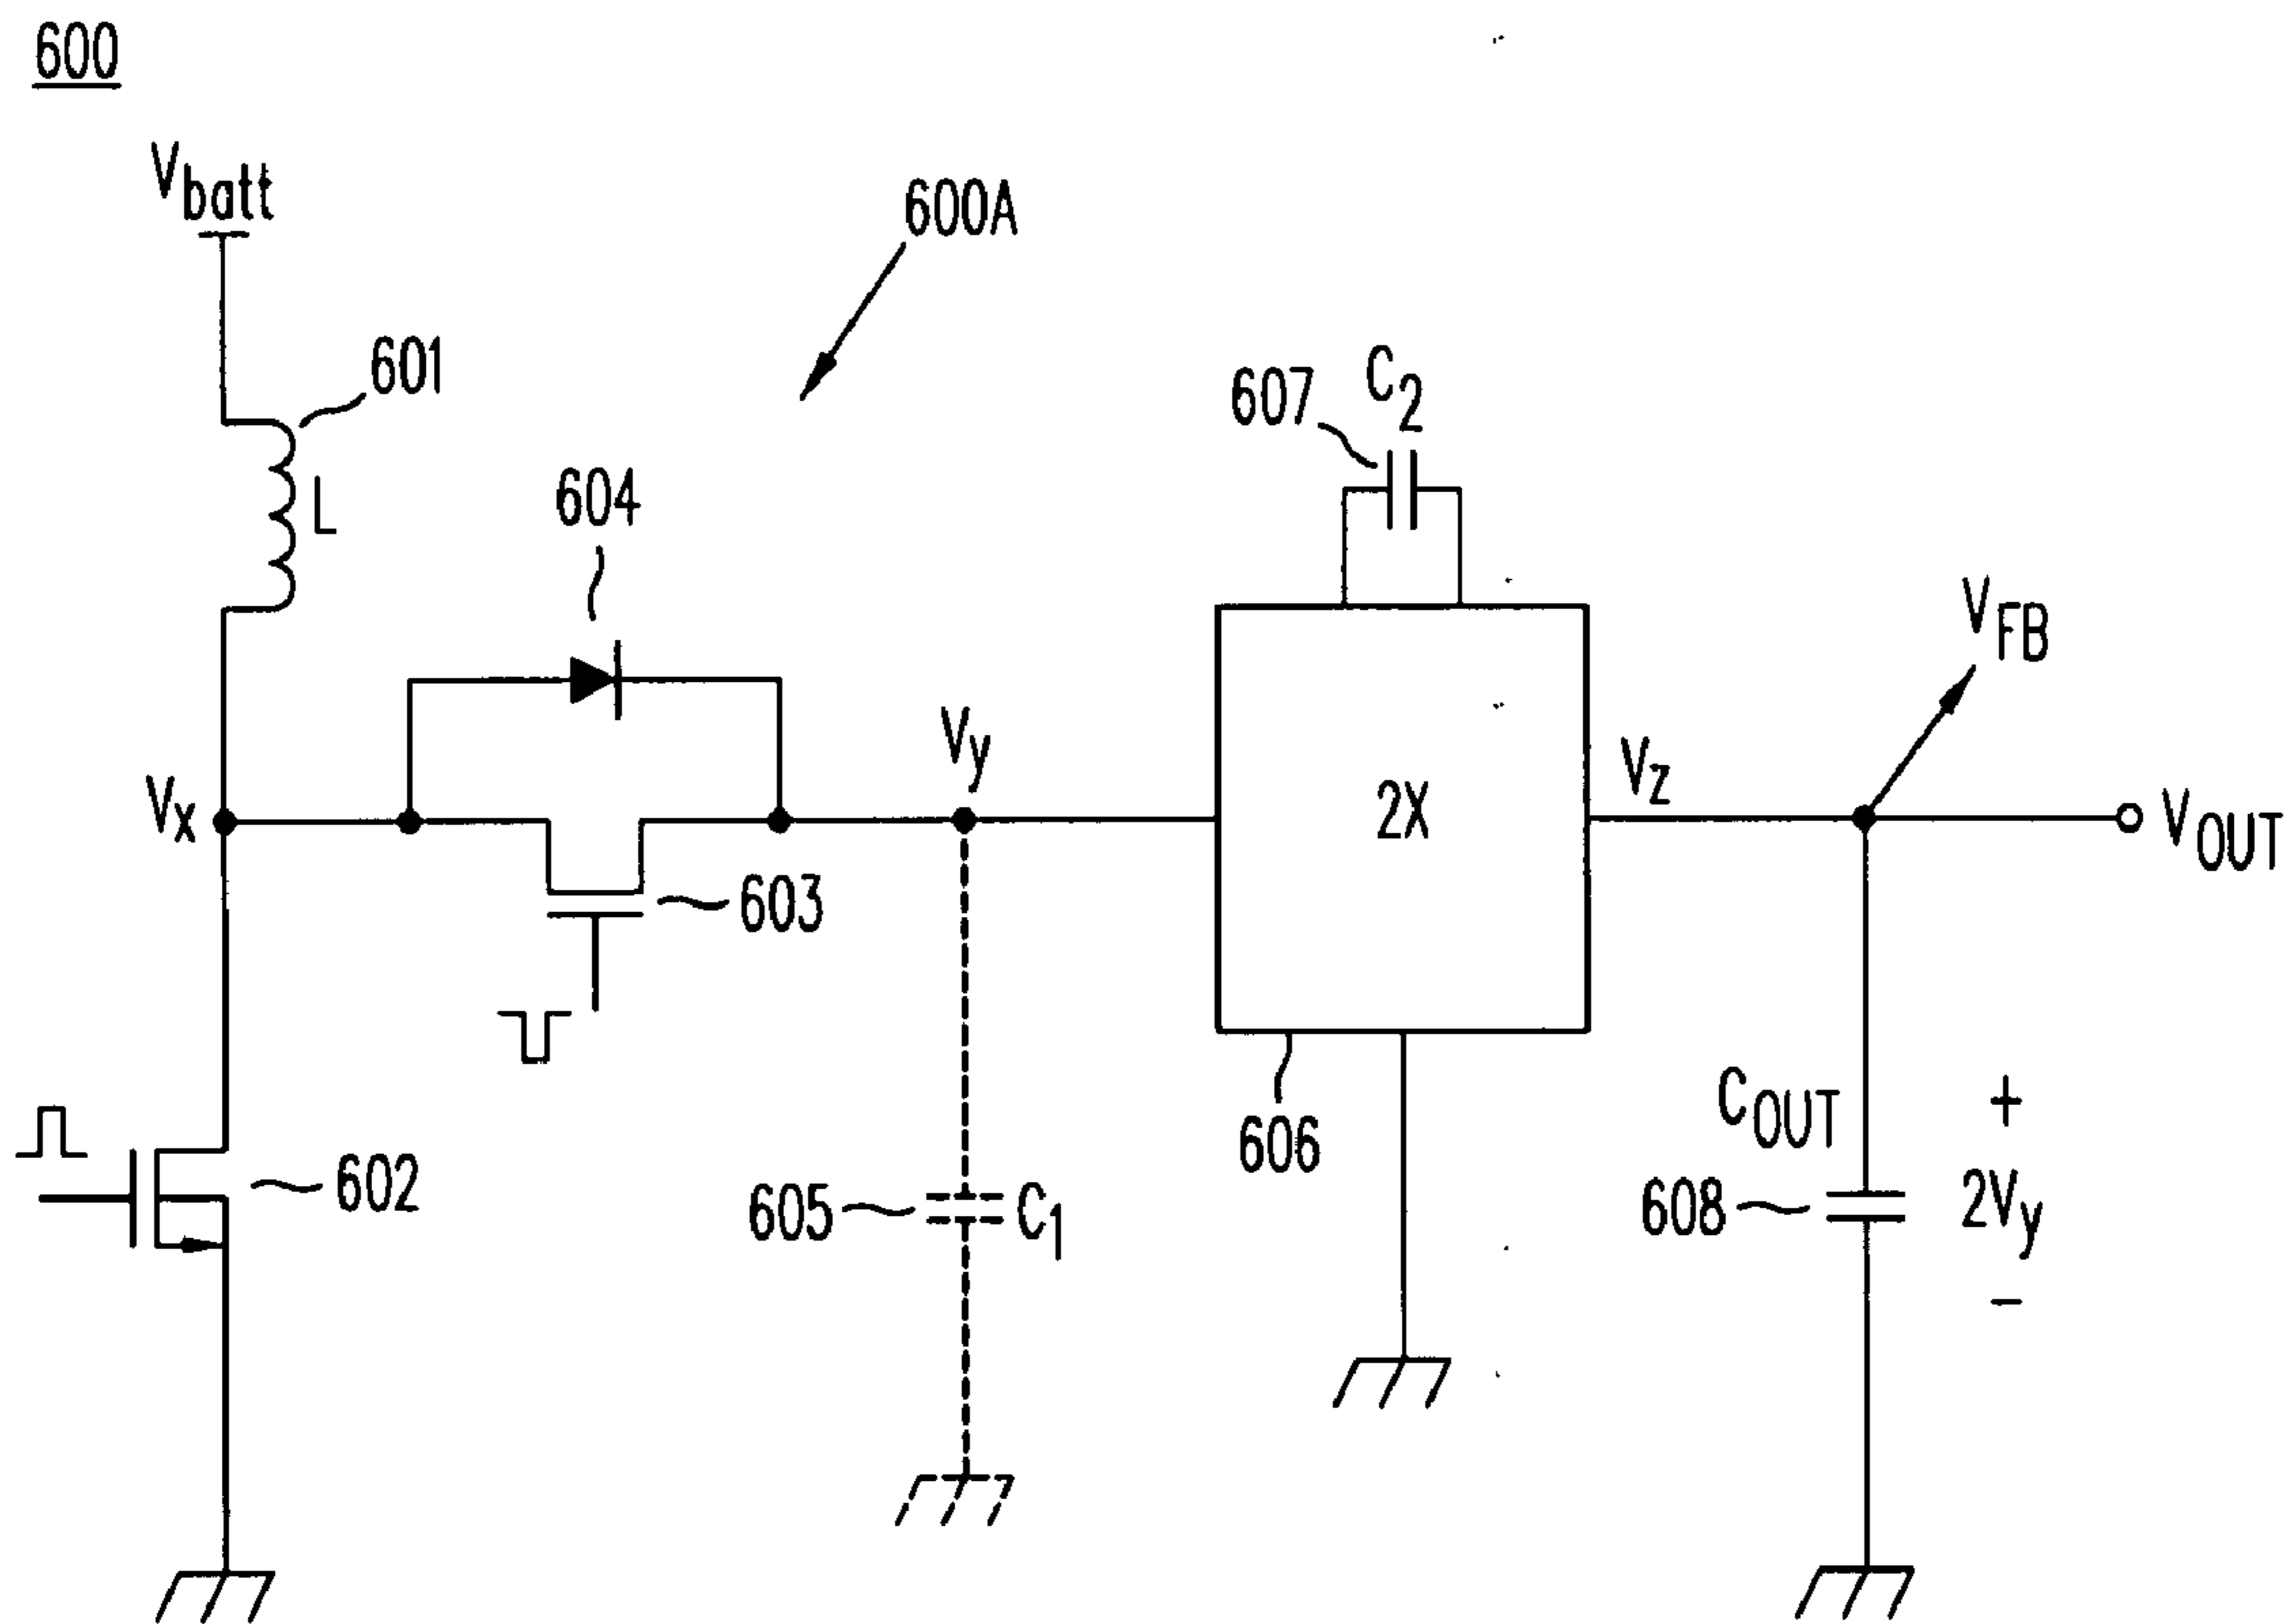 600
Vbatt
600A
601
L
604
607
C2
VFB
Vx
Vy
2X
Vz
VOUT
603
602
605
C1
606
COUT
608
+
2Vy
−